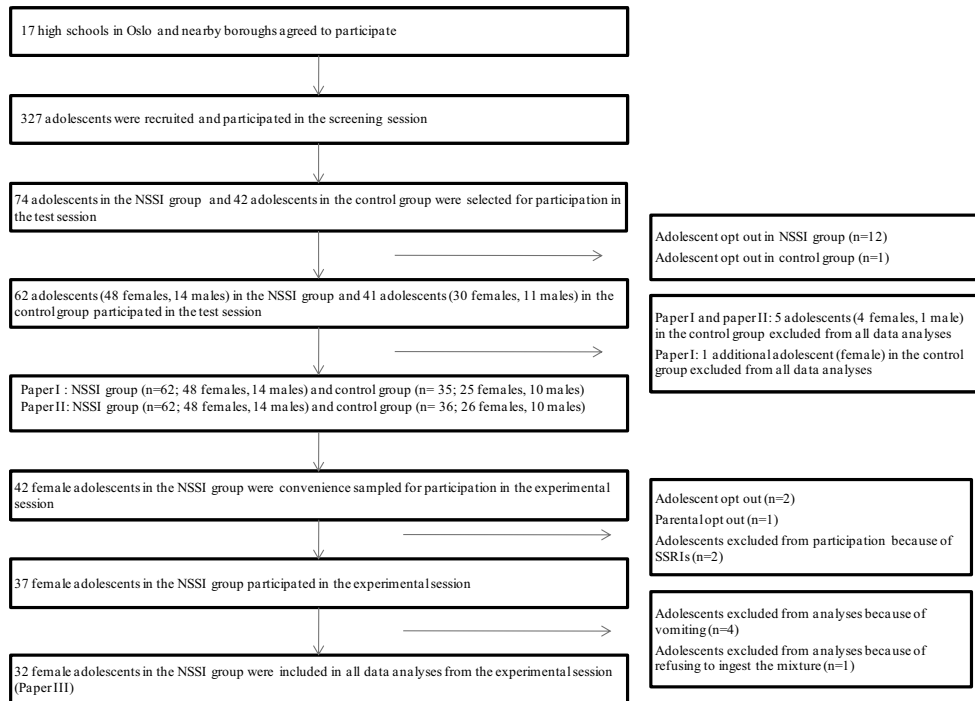 17 high schools in Oslo and nearby boroughs agreed to participate
327 adolescents were recruited and participated in the screening session
74 adolescents in the NSSI group and 42 adolescents in the control group were selected for participation in
the test session
Adolescent opt out in NSSI group (n=12)
Adolescent opt out in control group (n=1)
62 adolescents (48 females, 14 males) in the NSSI group and 41 adolescents (30 females, 11 males) in the
control group participated in the test session
Paper I and paper II: 5 adolescents (4 females, 1 male)
in the control group excluded from all data analyses
Paper I: 1 additional adolescent (female) in the control
group excluded from all data analyses
Paper I : NSSI group (n=62; 48 females, 14 males) and control group (n= 35; 25 females, 10 males)
Paper II: NSSI group (n=62; 48 females, 14 males) and control group (n= 36; 26 females, 10 males)
42 female adolescents in the NSSI group were convenience sampled for participation in the experimental
session
Adolescent opt out (n=2)
Parental opt out (n=1)
Adolescents excluded from participation because of
SSRIs (n=2)
37 female adolescents in the NSSI group participated in the experimental session
Adolescents excluded from analyses because of
vomiting (n=4)
Adolescents excluded from analyses because of
refusing to ingest the mixture (n=1)
32 female adolescents in the NSSI group were included in all data analyses from the experimental session
(Paper III)